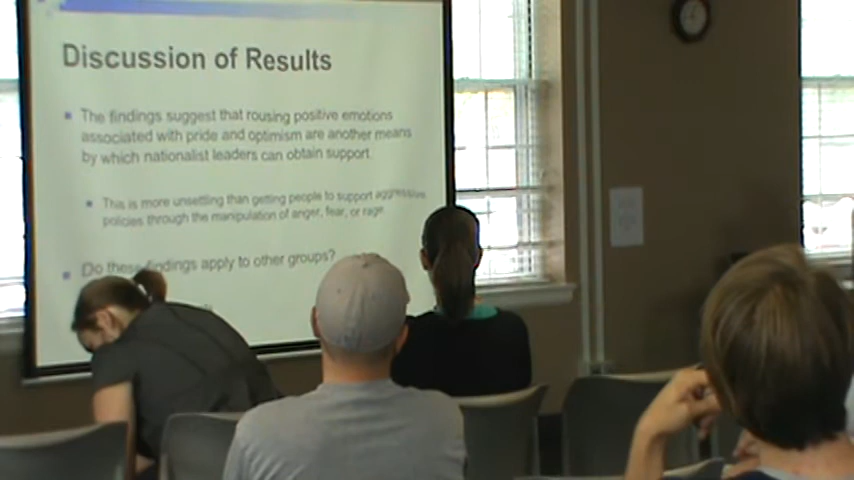 Discussion of Results
The findings suggest that rousing positive emotions
associated with pride and optimism are another means
by which nationalist leaders can obtain support
This is more unsettling than getting people to support aggressive
policies through the manipulation of anger, fear, or rage
Do these findings apply to other groups?